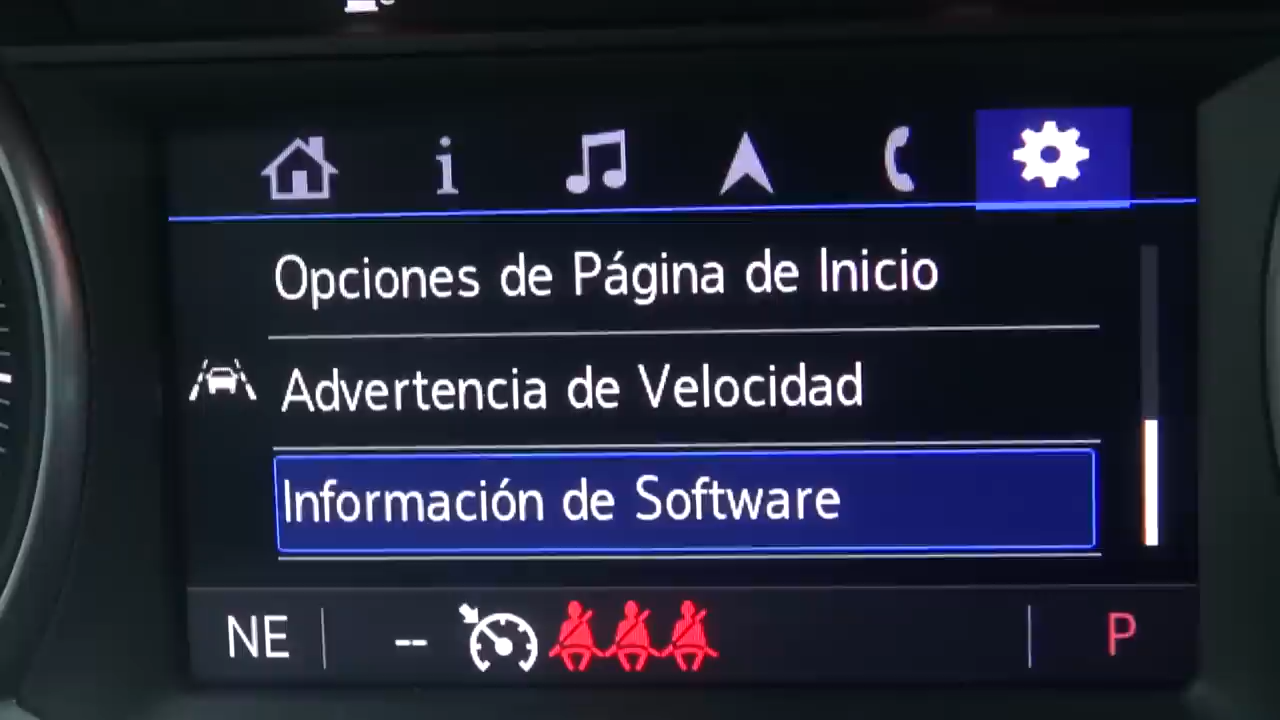 Opciones de Página de Inicio
Advertencia de Velocidad
Información de Software
NE -- P